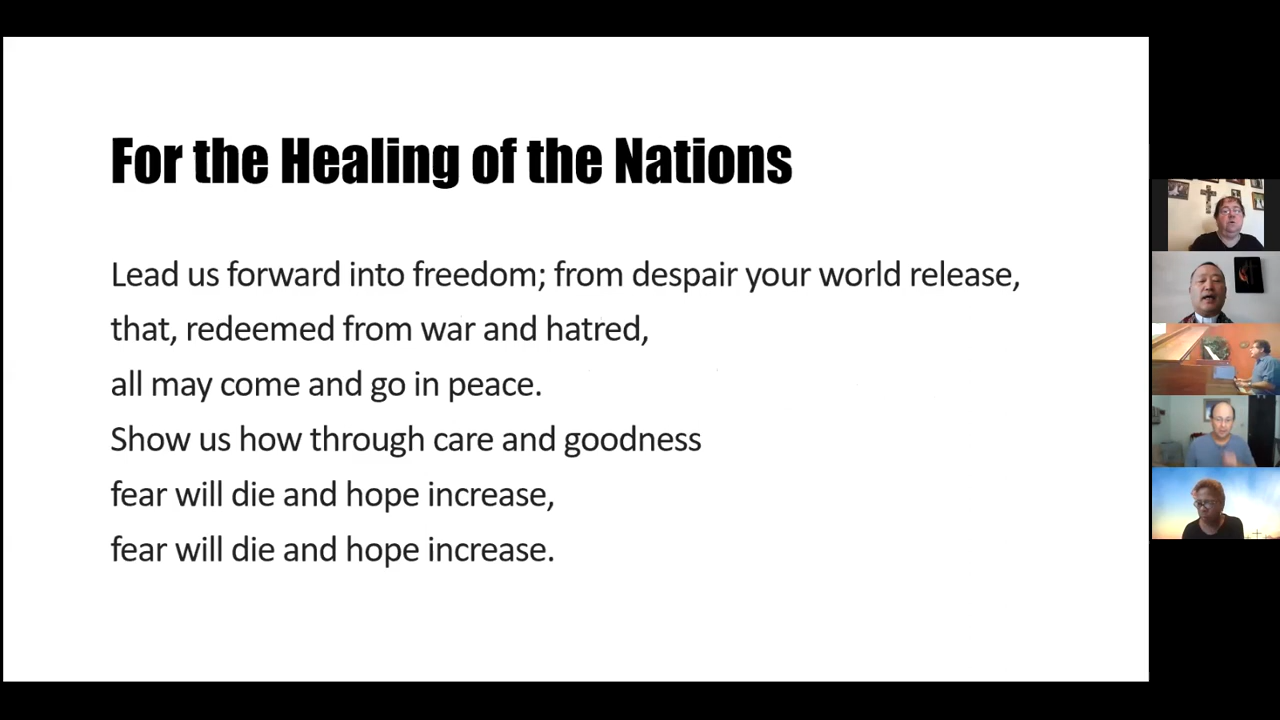 For the Healing of the Nations
Lead us forward into freedom; from despair your world release,
that, redeemed from war and hatred,
all may come and go in peace.
Show us how through care and goodness
fear will die and hope increase,
fear will die and hope increase.